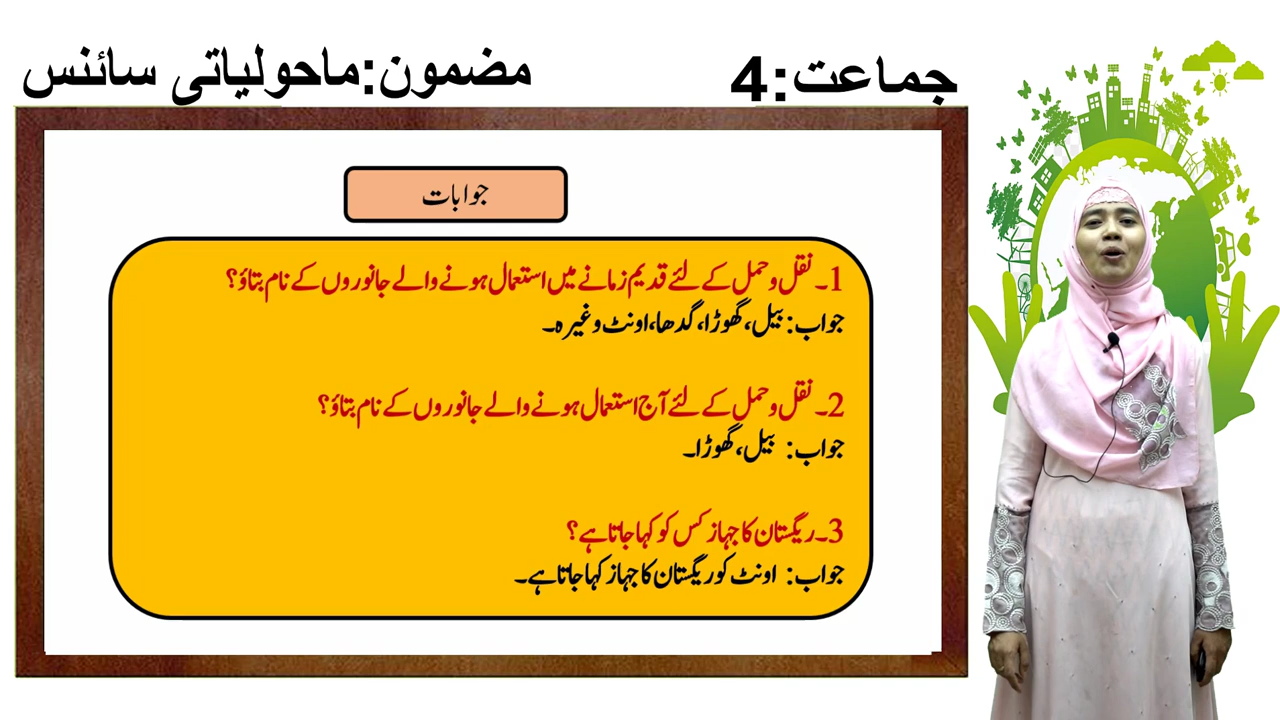 جماعت:4
مضمون:ماحولیاتی سائنس
جوابات
1۔ نقل و حمل کے لئے قدیم زمانے میں استعمال ہونے والے جانوروں کے نام بتاؤ؟
جواب: بیل، گھوڑا، گدھا، اونٹ وغیرہ۔
2۔ نقل و حمل کے لئے آج استعمال ہونے والے جانوروں کے نام بتاؤ؟
جواب: بیل، گھوڑا۔
3۔ ریگستان کا جہاز کس کو کہا جاتا ہے؟
جواب: اونٹ کو ریگستان کا جہاز کہا جاتا ہے۔